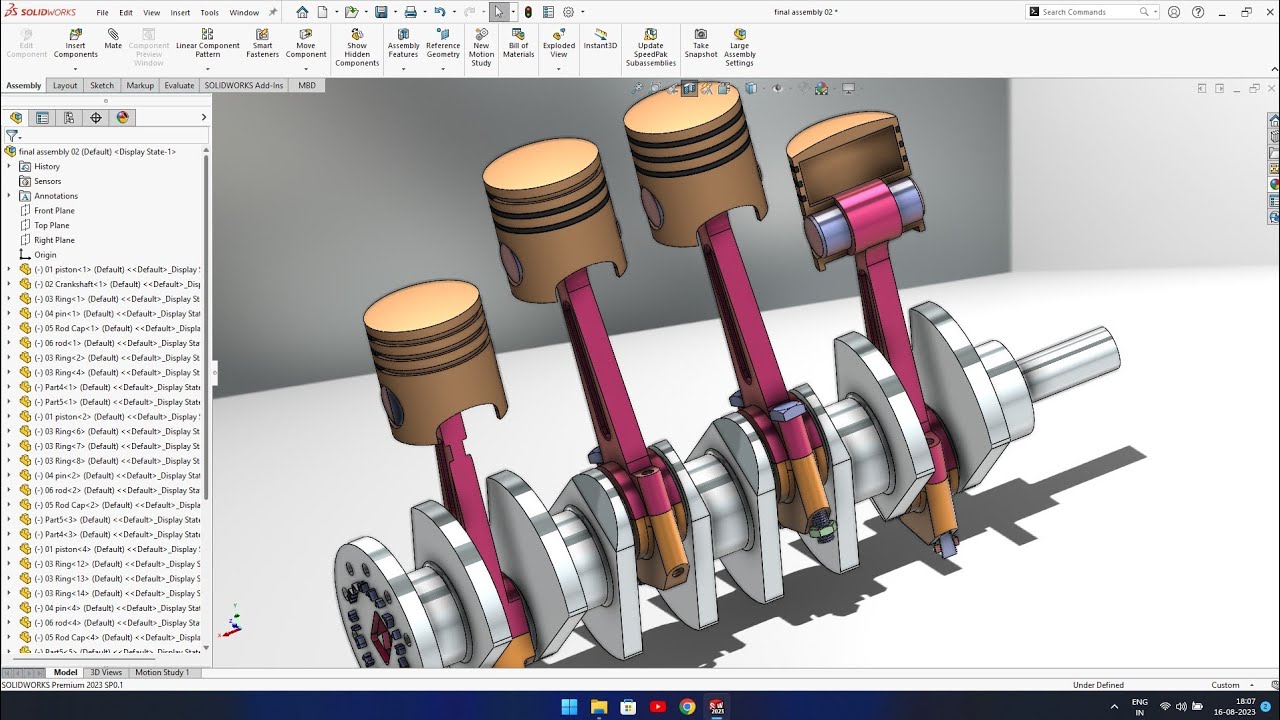 SOLIDWORKS
File
Edit
View
Insert
Tools
Window
final assembly 02 *
Search Commands
Edit
Component
Insert
Components
Mate
Component
Preview
Window
Linear Component
Pattern
Smart
Fasteners
Move
Component
Show
Hidden
Components
Assembly
Features
Reference
Geometry
New
Motion
Study
Bill of
Materials
Exploded
View
Instant3D
Update
SpeedPak
Subassemblies
Take
Snapshot
Large
Assembly
Settings
Assembly
Layout
Sketch
Markup
Evaluate
SOLIDWORKS Add-Ins
MBD
final assembly 02 (Default) <Display State-1>
History
Sensors
Annotations
Front Plane
Top Plane
Right Plane
Origin
(-) 01 piston<1> (Default) <<Default>_Display S
(-) 02 Crankshaft<1> (Default) <<Default>_Disp
(-) 03 Ring<1> (Default) <<Default>_Display St
(-) 04 pin<1> (Default) <<Default>_Display Stat
(-) 05 Rod Cap<1> (Default) <<Default>_Display
(-) 06 rod<1> (Default) <<Default>_Display Sta
(-) 03 Ring<2> (Default) <<Default>_Display St
(-) 03 Ring<4> (Default) <<Default>_Display St
(-) Part4<1> (Default) <<Default>_Display State
(-) Part5<1> (Default) <<Default>_Display State
(-) 01 piston<2> (Default) <<Default>_Display
(-) 03 Ring<6> (Default) <<Default>_Display St
(-) 03 Ring<7> (Default) <<Default>_Display St
(-) 03 Ring<8> (Default) <<Default>_Display St
(-) 04 pin<2> (Default) <<Default>_Display Stat
(-) 06 rod<2> (Default) <<Default>_Display Sta
(-) 05 Rod Cap<2> (Default) <<Default>_Display
(-) Part5<3> (Default) <<Default>_Display State
(-) Part4<3> (Default) <<Default>_Display State
(-) 01 piston<4> (Default) <<Default>_Display
(-) 03 Ring<12> (Default) <<Default>_Display
(-) 03 Ring<13> (Default) <<Default>_Display
(-) 03 Ring<14> (Default) <<Default>_Display
(-) 04 pin<4> (Default) <<Default>_Display Stat
(-) 06 rod<4> (Default) <<Default>_Display Sta
(-) 05 Rod Cap<4> (Default) <<Default>_Display
(-) Part5<5> (Default) <<Default>_Display State
Model
3D Views
Motion Study 1
SOLIDWORKS Premium 2023 SP0.1
Under Defined
Custom
ENG
IN
18:07
16-08-2023